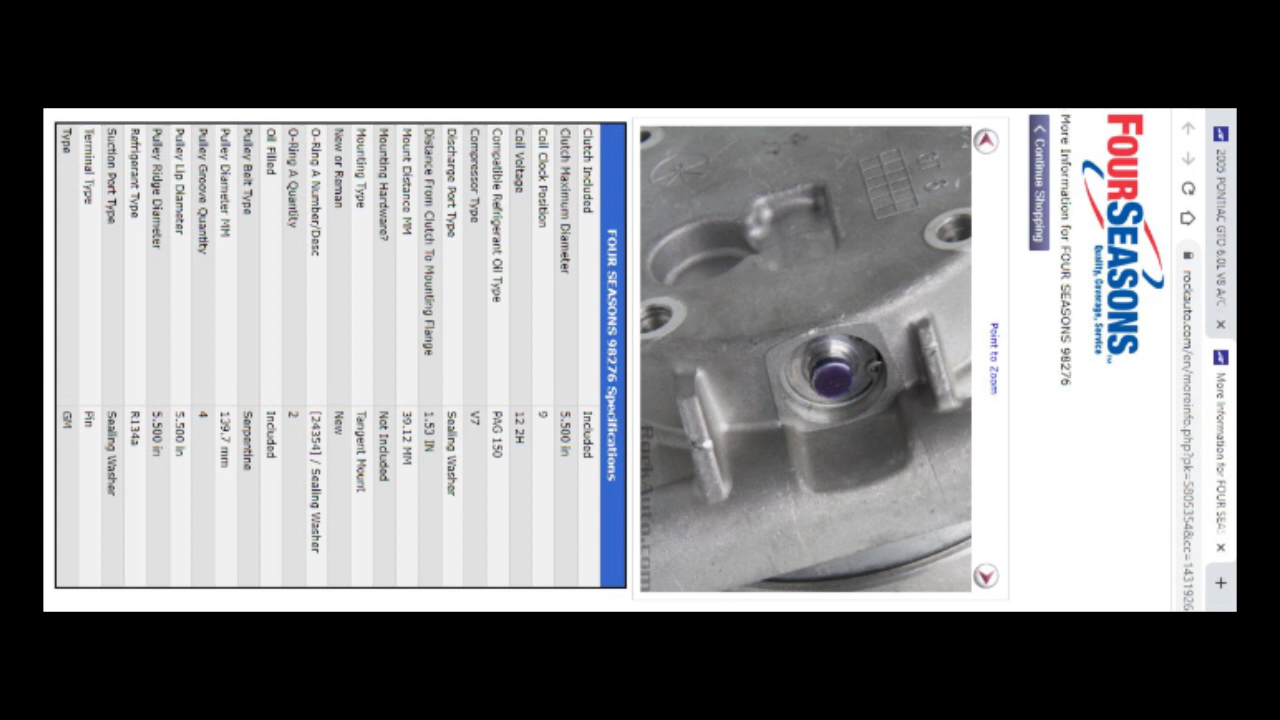 2005 PONTIAC GTO 6.0L V8 A/C
More Information for FOUR SEA
rockauto.com/en/moreinfo.php?pk=5805354&cc=1431926
FOUR SEASONS
Quality, Coverage, Service
More Information for FOUR SEASONS 98276
< Continue Shopping
Point to Zoom
RockAuto.com
FOUR SEASONS 98276 Specifications
Clutch Included Included
Clutch Maximum Diameter 5.500 in
Coil Clock Position 9
Coil Voltage 12 2H
Compatible Refrigerant Oil Type PAG 150
Compressor Type V7
Discharge Port Type Sealing Washer
Distance From Clutch To Mounting Flange 1.53 IN
Mount Distance MM 39.12 MM
Mounting Hardware? Not Included
Mounting Type Tangent Mount
New or Reman New
O-Ring A Number/Desc [24354] / Sealing Washer
O-Ring A Quantity 2
Oil Filled Included
Pulley Belt Type Serpentine
Pulley Diameter MM 139.7 mm
Pulley Groove Quantity 4
Pulley Lip Diameter 5.500 in
Pulley Ridge Diameter 5.500 in
Refrigerant Type R134a
Suction Port Type Sealing Washer
Terminal Type Pin
Type GM